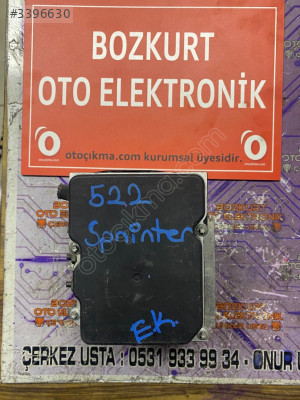 #3396630
BOZKURT
OTO ELEKTRONİK
otoçıkma.com kurumsal üyesidir.
522
Sprinter
EK.
ÇERKEZ USTA : 0531 933 99 34 - ONUR